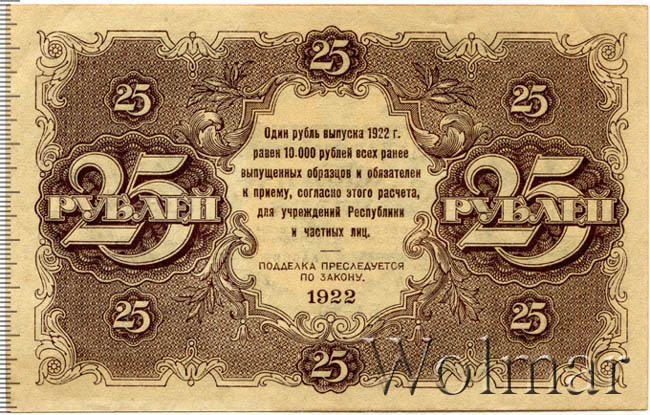 25
25
25
25 РУБЛЕЙ
25 РУБЛЕЙ
Один рубль выпуска 1922 г.
равен 10.000 рублей всех ранее
выпущенных образцов и обязателен
к приему, согласно этого расчета,
для учреждений Республики
и частных лиц.
ПОДДЕЛКА ПРЕСЛЕДУЕТСЯ
ПО ЗАКОНУ.
1922
25
25
25
Wolmar